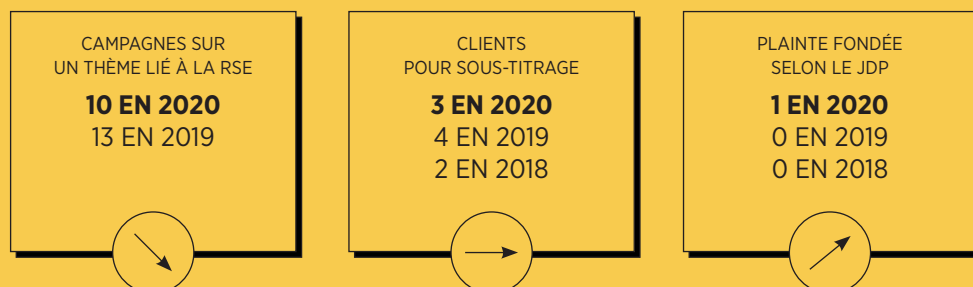 CAMPAGNES SUR
UN THÈME LIÉ À LA RSE
10 EN 2020
13 EN 2019
CLIENTS
POUR SOUS-TITRAGE
3 EN 2020
4 EN 2019
2 EN 2018
PLAINTE FONDÉE
SELON LE JDP
1 EN 2020
0 EN 2019
0 EN 2018